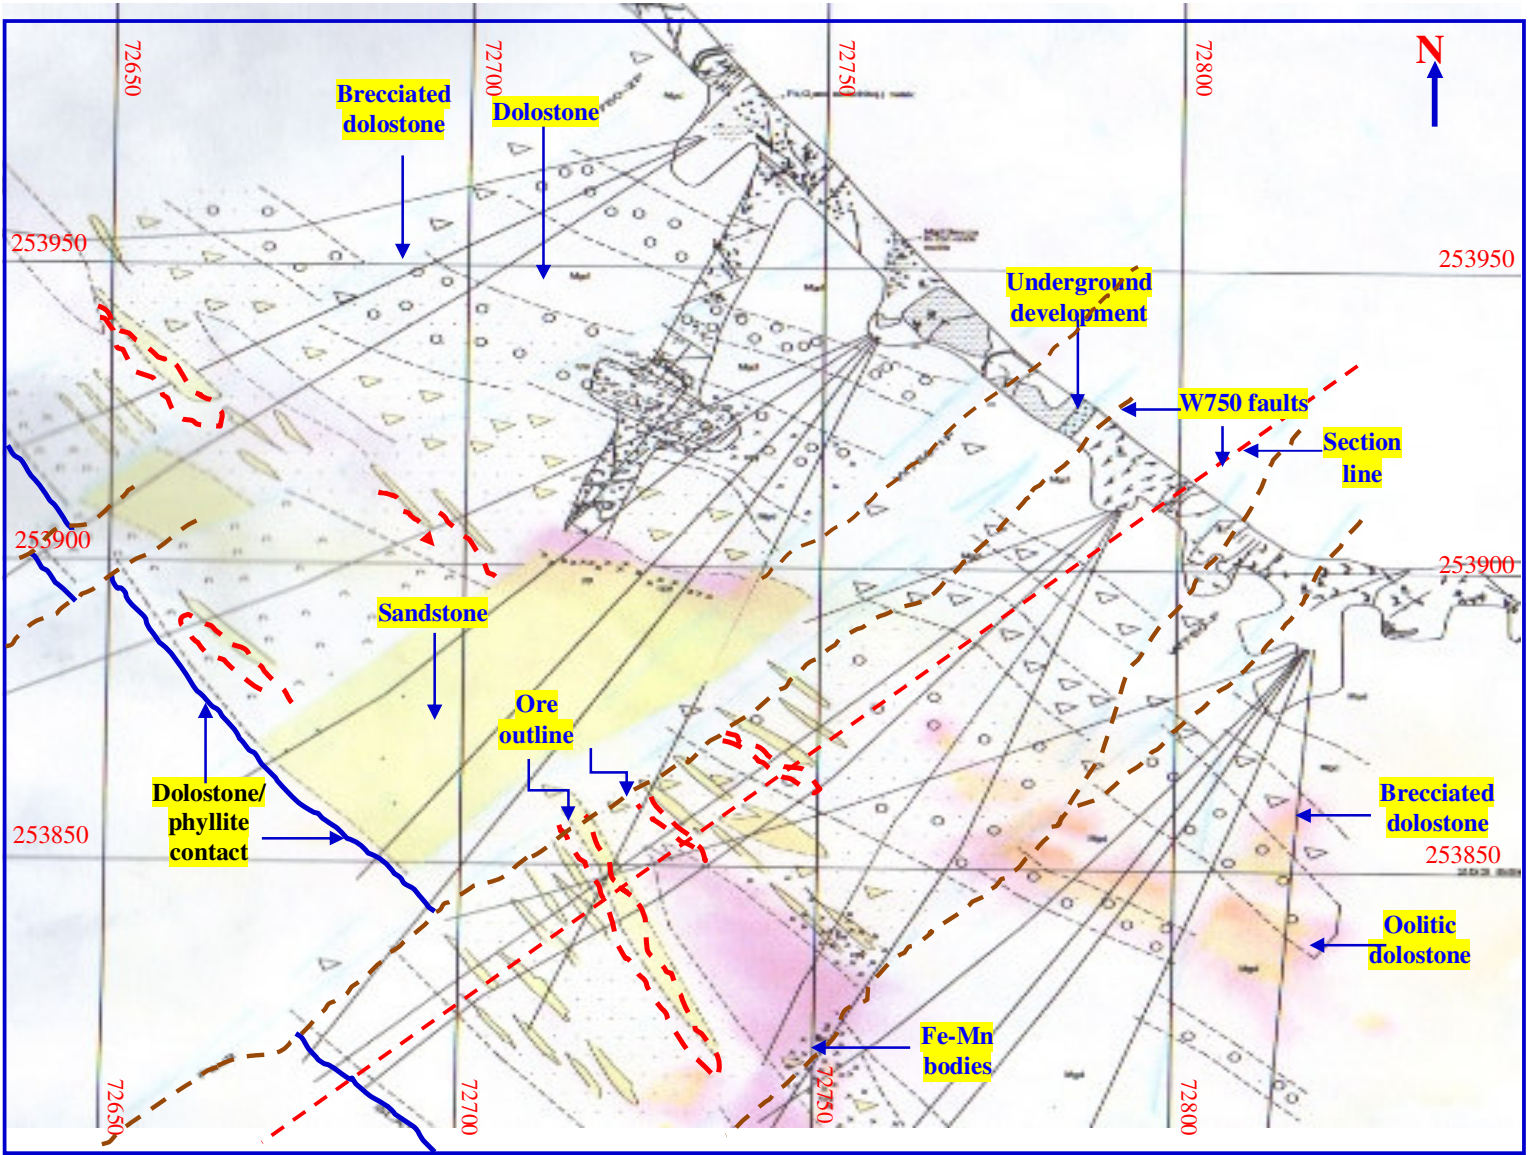 72650
72700
72750
72800
N
Brecciated
dolostone
Dolostone
253950
253950
Underground
development
W750 faults
Section
line
253900
253900
Sandstone
Ore
outline
Dolostone/
phyllite
contact
Brecciated
dolostone
253850
253850
Oolitic
dolostone
Fe-Mn
bodies
72650
72700
72750
72800